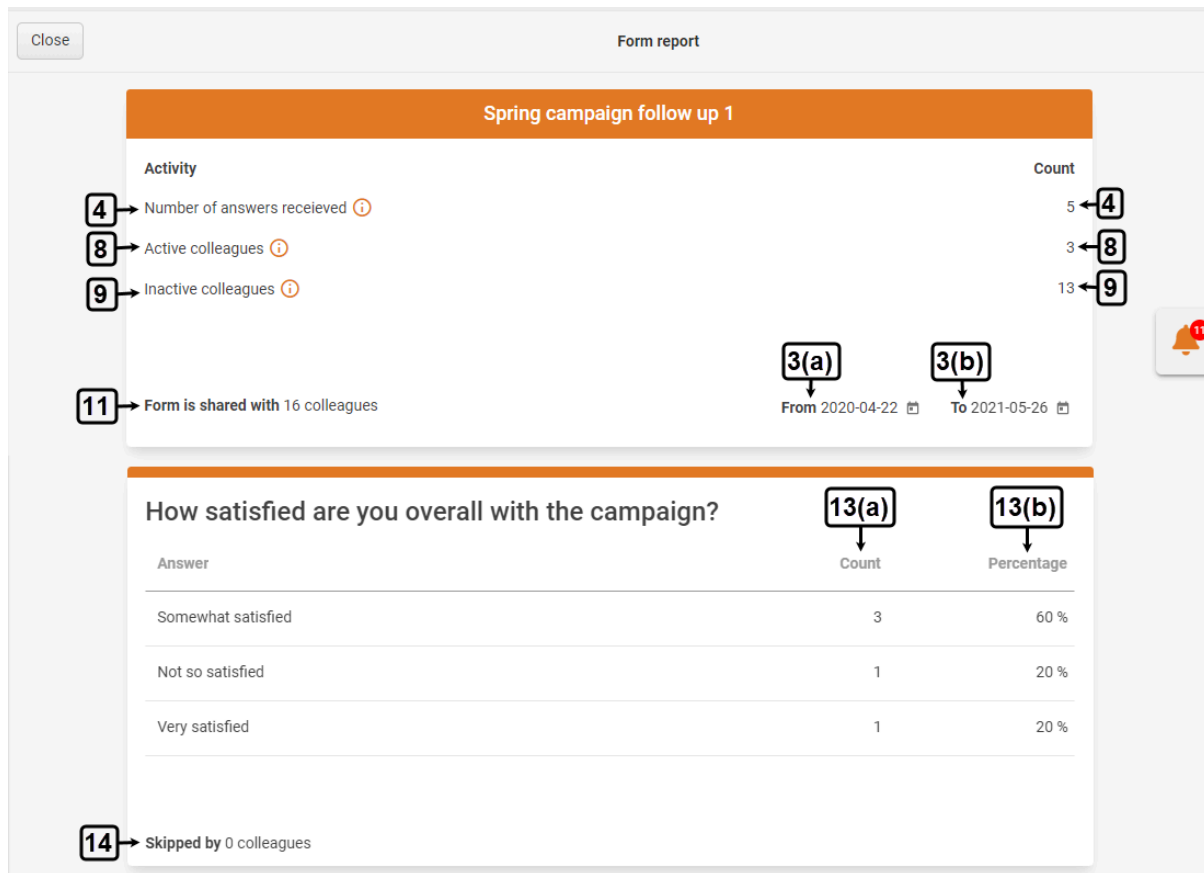 Close
Form report
Spring campaign follow up 1
Activity Count
4 Number of answers receieved 5 4
8 Active colleagues 3 8
9 Inactive colleagues 13 9
11
3(a) 3(b)
11 Form is shared with 16 colleagues From 2020-04-22 To 2021-05-26
How satisfied are you overall with the campaign? 13(a) 13(b)
Answer Count Percentage
Somewhat satisfied 3 60 %
Not so satisfied 1 20 %
Very satisfied 1 20 %
14 Skipped by 0 colleagues